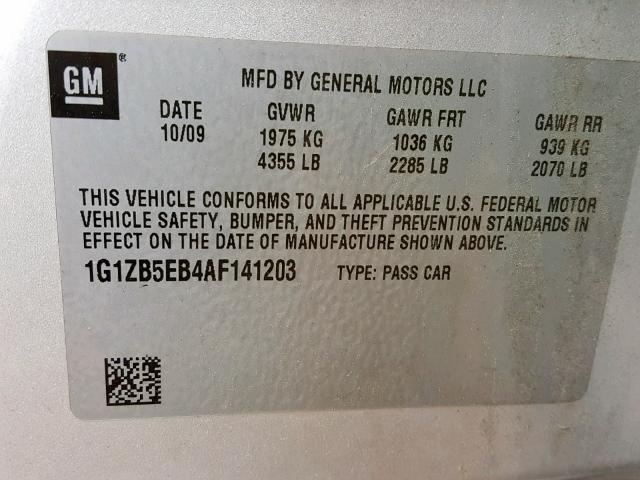 GM
MFD BY GENERAL MOTORS LLC
DATE GVWR GAWR FRT GAWR RR
10/09 1975 KG 1036 KG 939 KG
4355 LB 2285 LB 2070 LB
THIS VEHICLE CONFORMS TO ALL APPLICABLE U.S. FEDERAL MOTOR
VEHICLE SAFETY, BUMPER, AND THEFT PREVENTION STANDARDS IN
EFFECT ON THE DATE OF MANUFACTURE SHOWN ABOVE.
1G1ZB5EB4AF141203 TYPE: PASS CAR